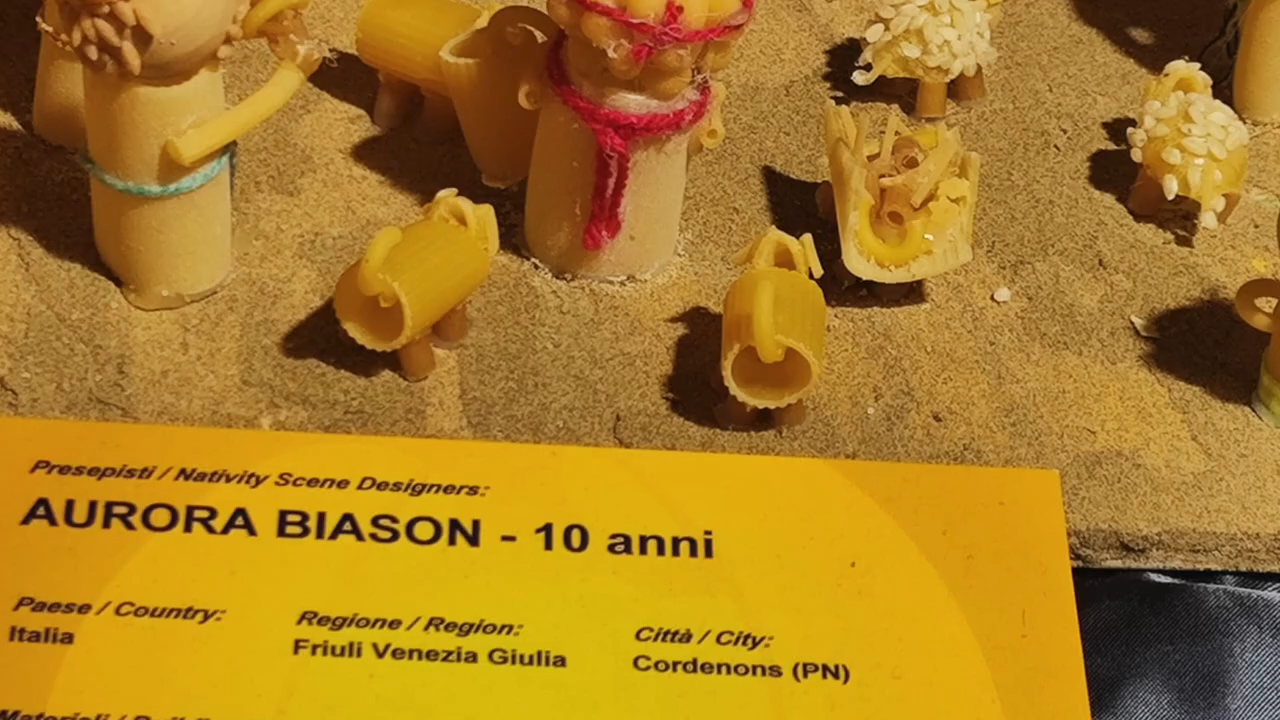 Presepisti / Nativity Scene Designers:
AURORA BIASON - 10 anni
Paese / Country: Regione / Region: Città / City:
Italia Friuli Venezia Giulia Cordenons (PN)